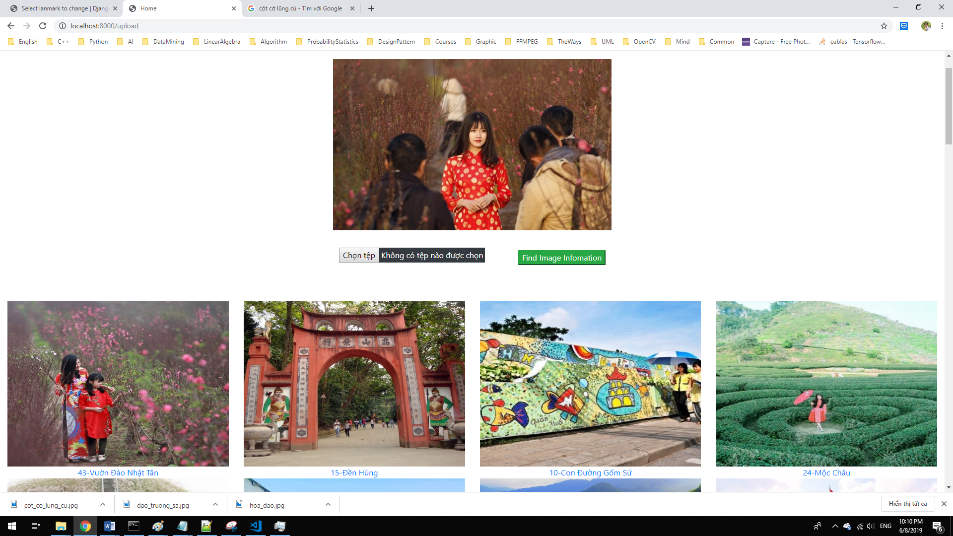 Select lanmark to change | Djang
Home
cột cờ lũng cú - Tìm với Google
localhost:8000/upload
English
C++
Python
AI
DataMining
LinearAlgebra
Algorithm
ProbabilityStatistics
DesignPattern
Courses
Graphic
FFMPEG
TheWays
UML
OpenCV
Mind
Common
Capture - Free Phot...
cublas - Tensorflow...
Chọn tệp Không có tệp nào được chọn
Find Image Infomation
43-Vườn Đào Nhật Tân
15-Đền Hùng
10-Con Đường Gốm Sứ
24-Mộc Châu
cot_co_lung_cu.jpg
dao_truong_sa.jpg
hoa_dao.jpg
Hiển thị tất cả
ENG
10:10 PM
6/8/2019